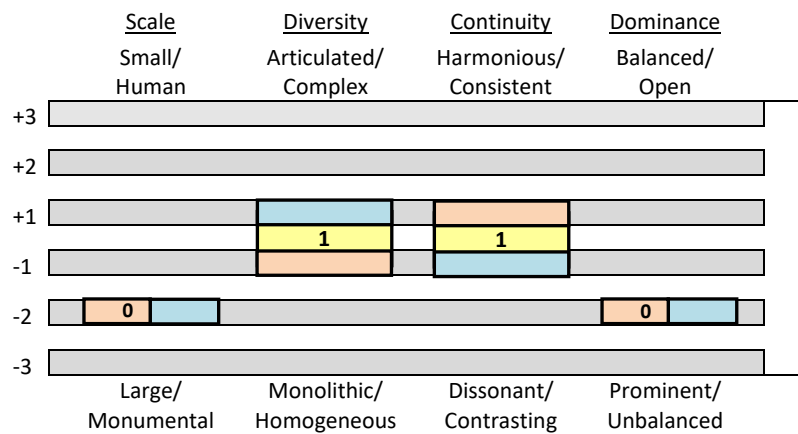 Scale Diversity Continuity Dominance
Small/ Articulated/ Harmonious/ Balanced/
Human Complex Consistent Open
+3
+2
+1
1 1
-1
-2 0 0
-3
Large/ Monolithic/ Dissonant/ Prominent/
Monumental Homogeneous Contrasting Unbalanced